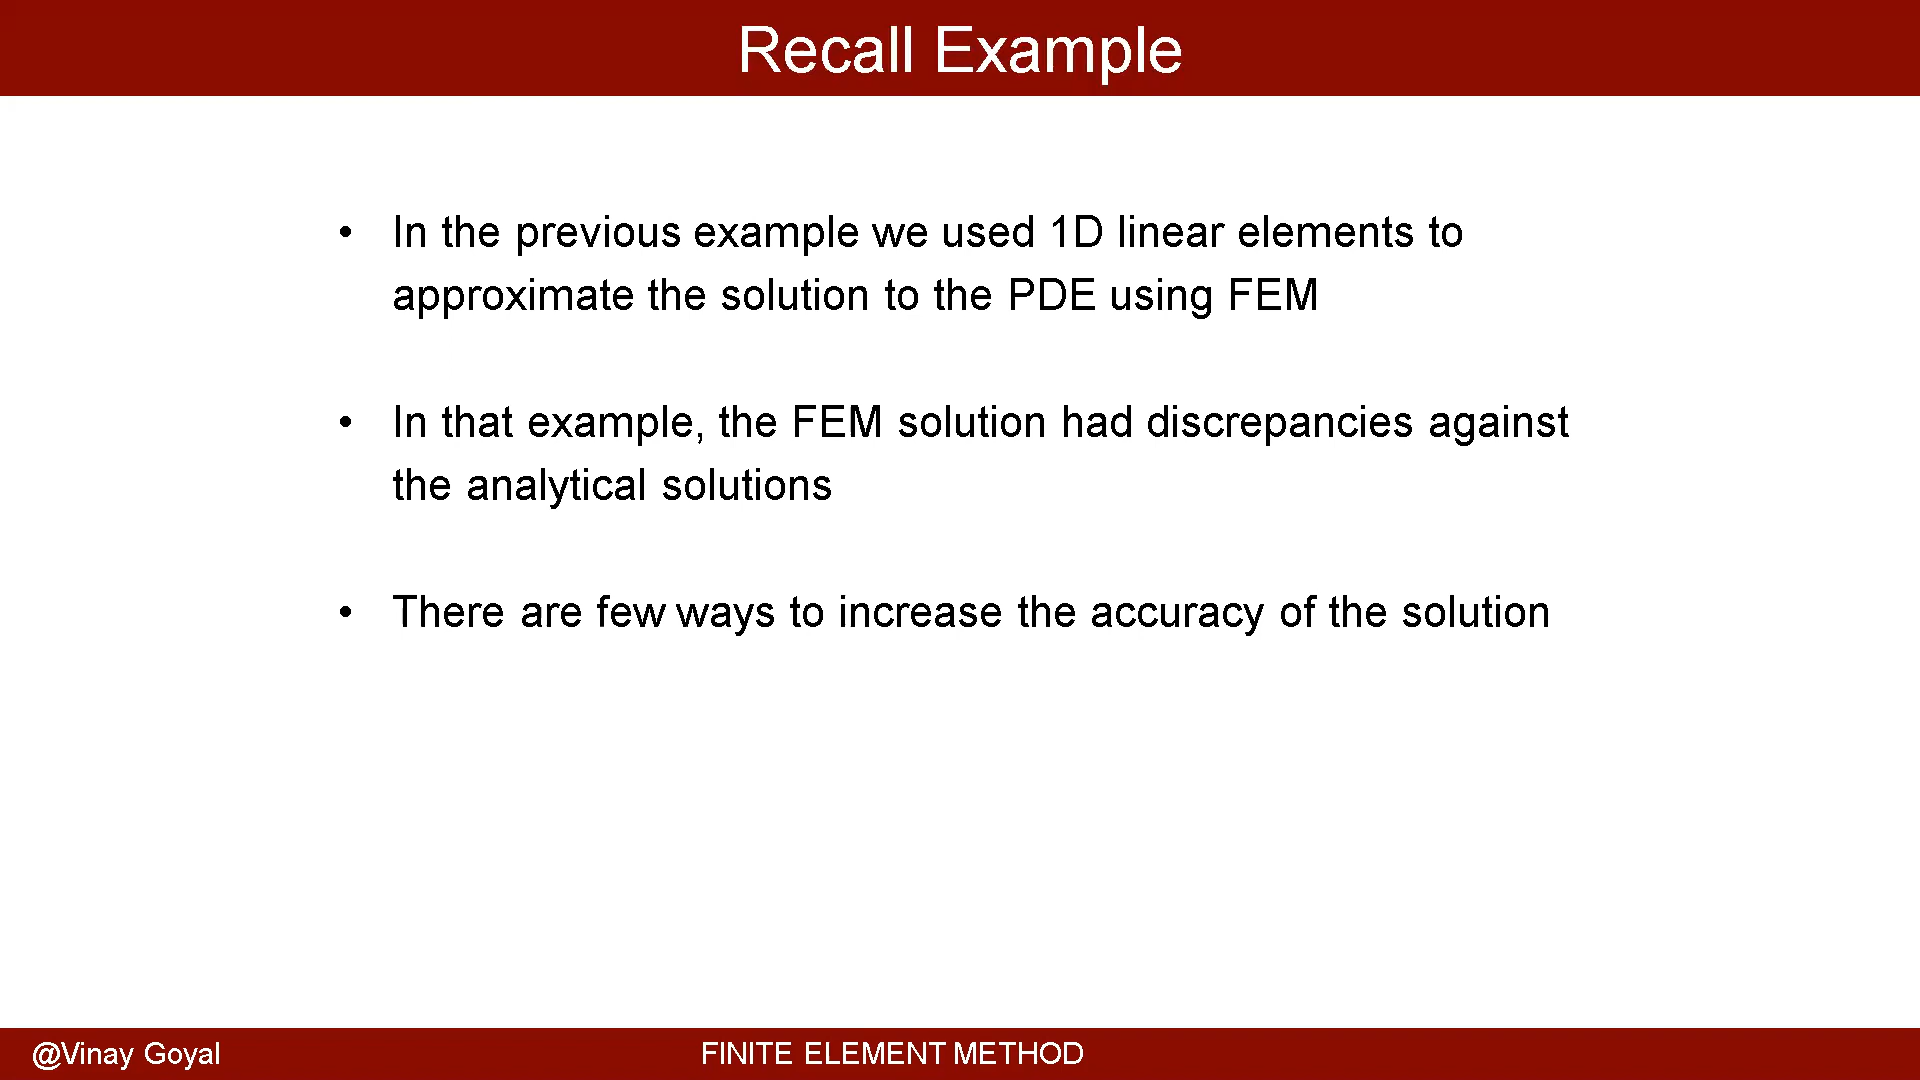 Recall Example
• In the previous example we used 1D linear elements to
approximate the solution to the PDE using FEM
• In that example, the FEM solution had discrepancies against
the analytical solutions
• There are few ways to increase the accuracy of the solution
@Vinay Goyal
FINITE ELEMENT METHOD